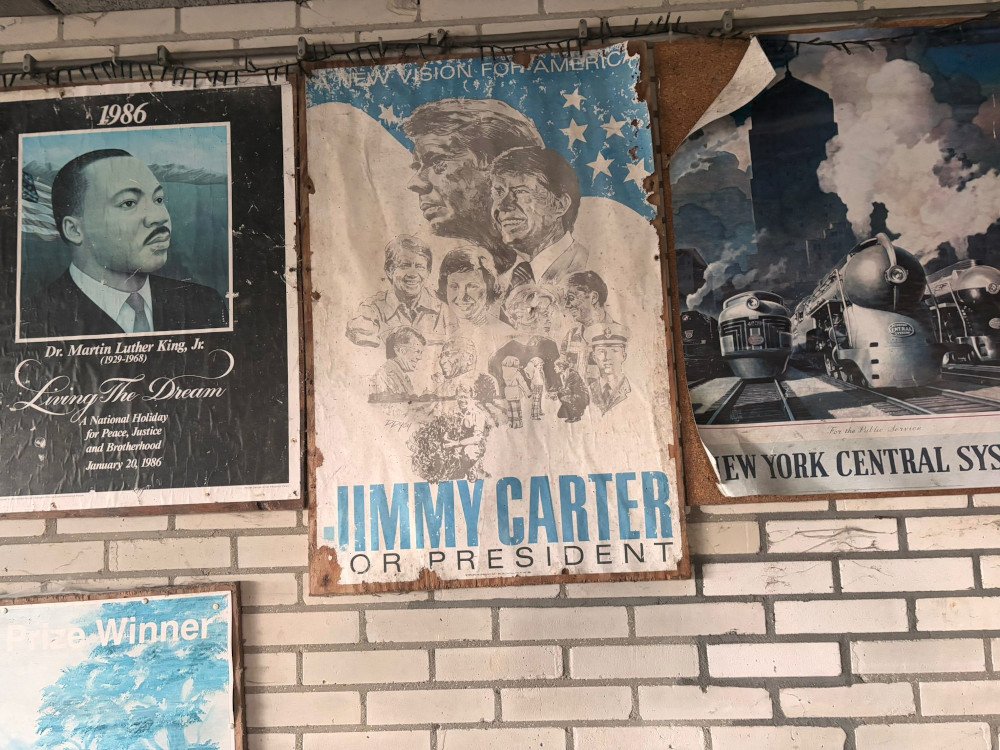 1986
Dr. Martin Luther King, Jr.
(1929-1968)
Living The Dream
A National Holiday
for Peace, Justice
and Brotherhood
January 20, 1986
NEW VISION FOR AMERICA
JIMMY CARTER
OR PRESIDENT
CENTRAL
For the Public Service
EW YORK CENTRAL SYS
Prize Winner